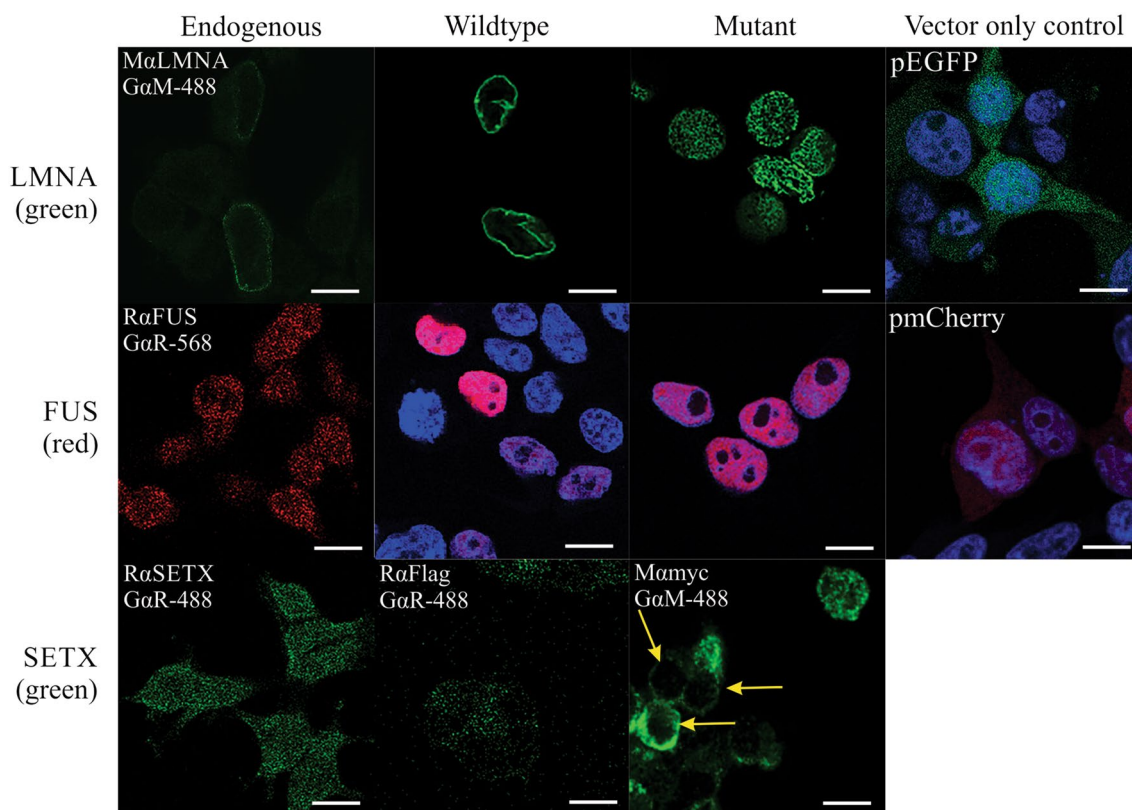 Endogenous
Wildtype
Mutant
Vector only control
LMNA
(green)
MαLMNA
GαM-488
pEGFP
FUS
(red)
RαFUS
GαR-568
pmCherry
SETX
(green)
RαSETX
GαR-488
RαFlag
GαR-488
Mαmyc
GαM-488